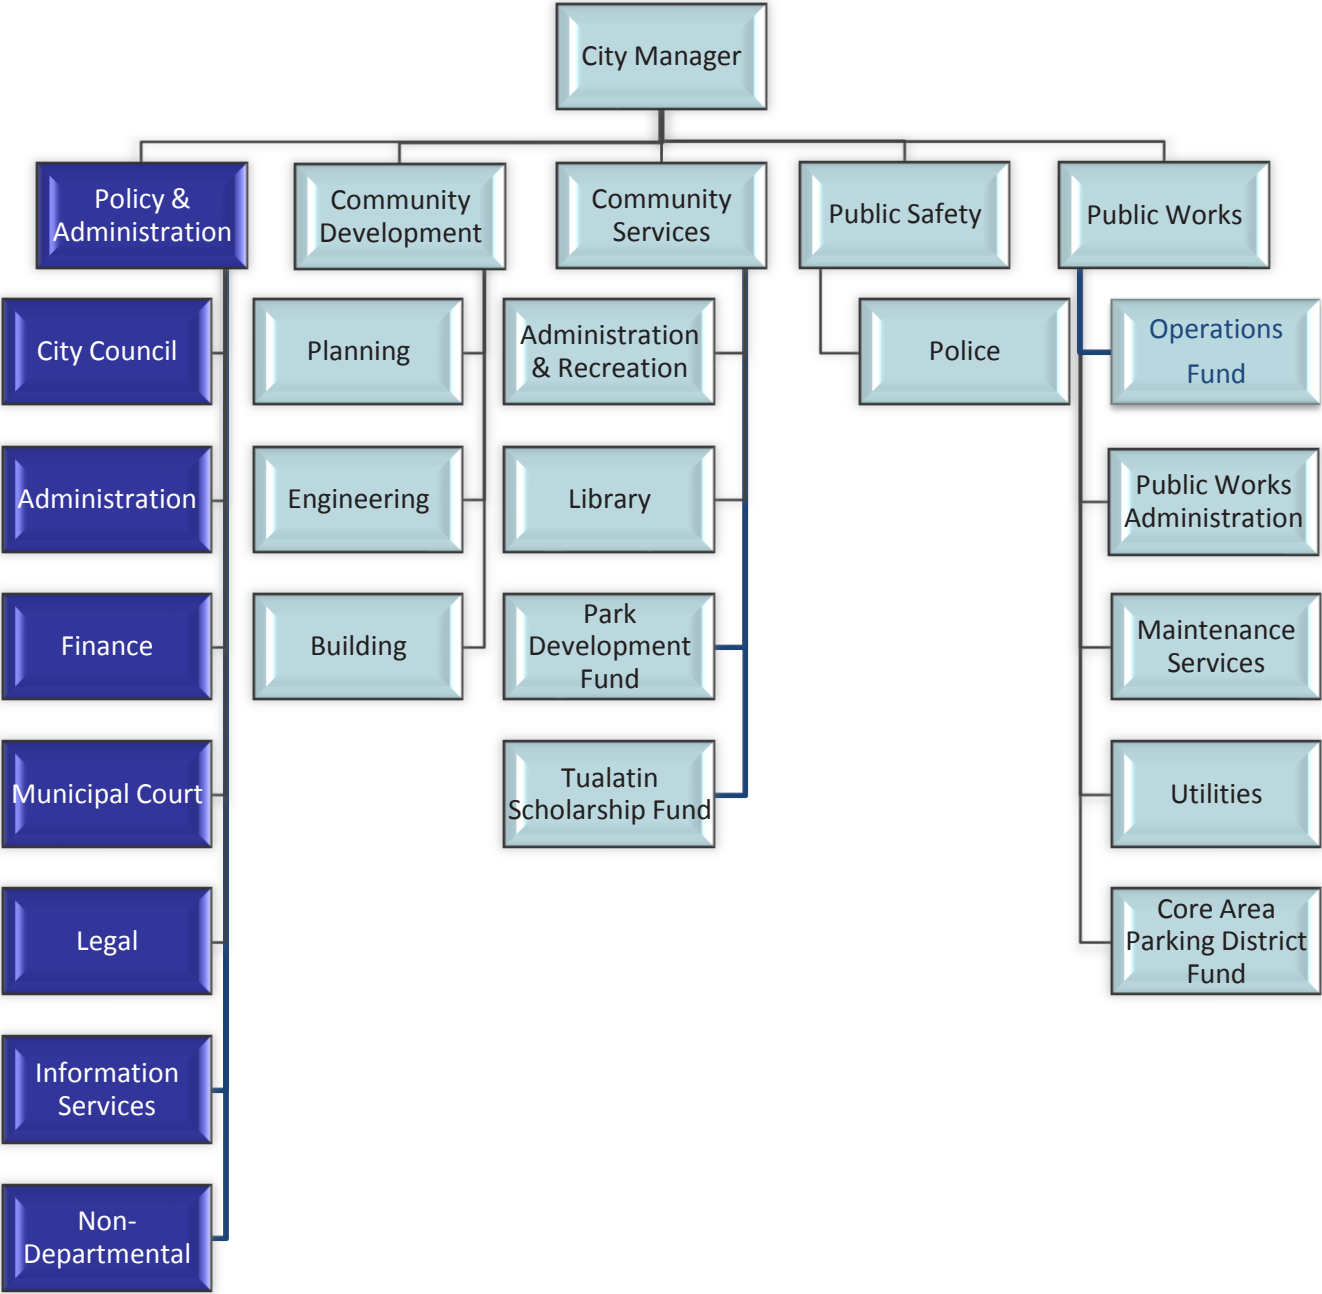 City Manager
Policy &
Administration
Community
Development
Community
Services
Public Safety
Public Works
City Council
Administration
Finance
Municipal Court
Legal
Information
Services
Non-
Departmental
Planning
Engineering
Building
Administration
& Recreation
Library
Park
Development
Fund
Tualatin
Scholarship Fund
Police
Operations
Fund
Public Works
Administration
Maintenance
Services
Utilities
Core Area
Parking District
Fund